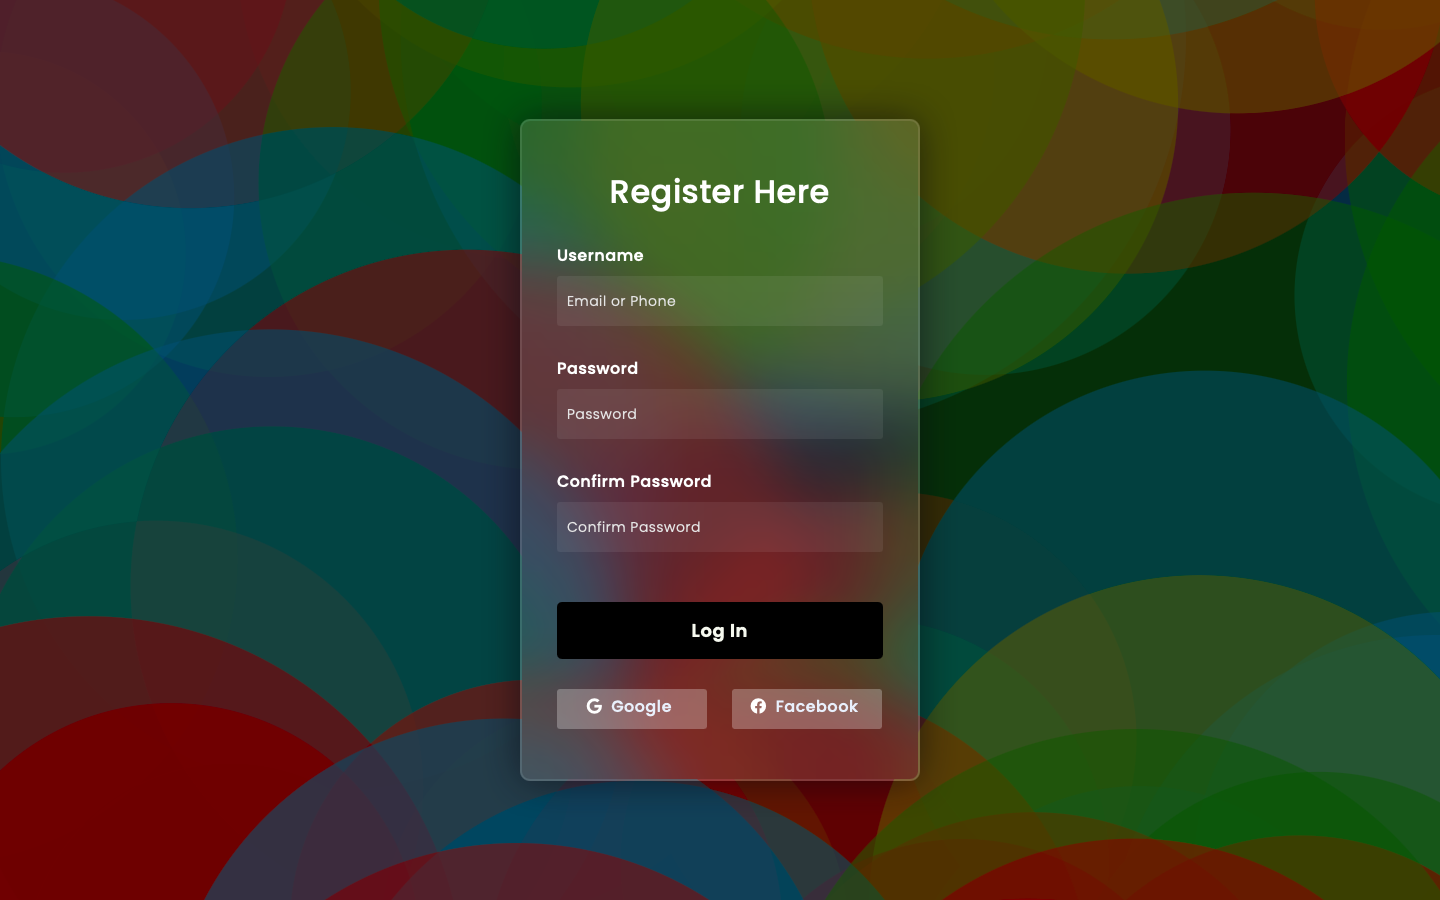 Register Here
Username
Email or Phone
Password
Password
Confirm Password
Confirm Password
Log In
Google
Facebook